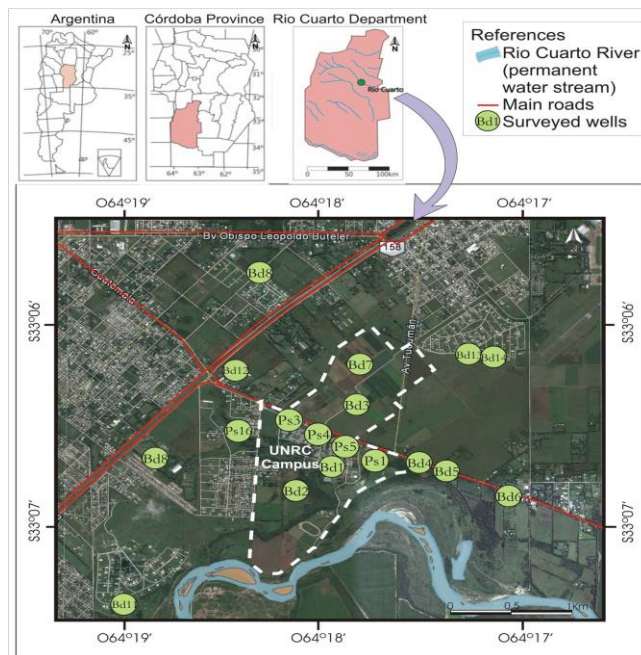 Argentina
Córdoba Province
Rio Cuarto Department
70° 60°
25°
35°
45°
N
30°
31°
32°
33°
34°
35°
64° 63° 62°
N
Rio Cuarto
N
0 50 100km
References
Rio Cuarto River
(permanent
water stream)
Main roads
Bd1 Surveyed wells
O64°19' O64°18' O64°17'
Bv Obispo Leopoldo Buteler
158
Bd8
Guatemala
S33°06'
S33°06'
Av Tucumán
Bd12
Bd7
Bd13 Bd14
Bd3
Ps3
Ps16
Ps4
Ps5
UNRC
Campus
Bd8
Bd1
Ps1
Bd4
Bd5
Bd2
Bd6
S33°07'
S33°07'
Bd11
0 0.5 1Km
O64°19' O64°18' O64°17'